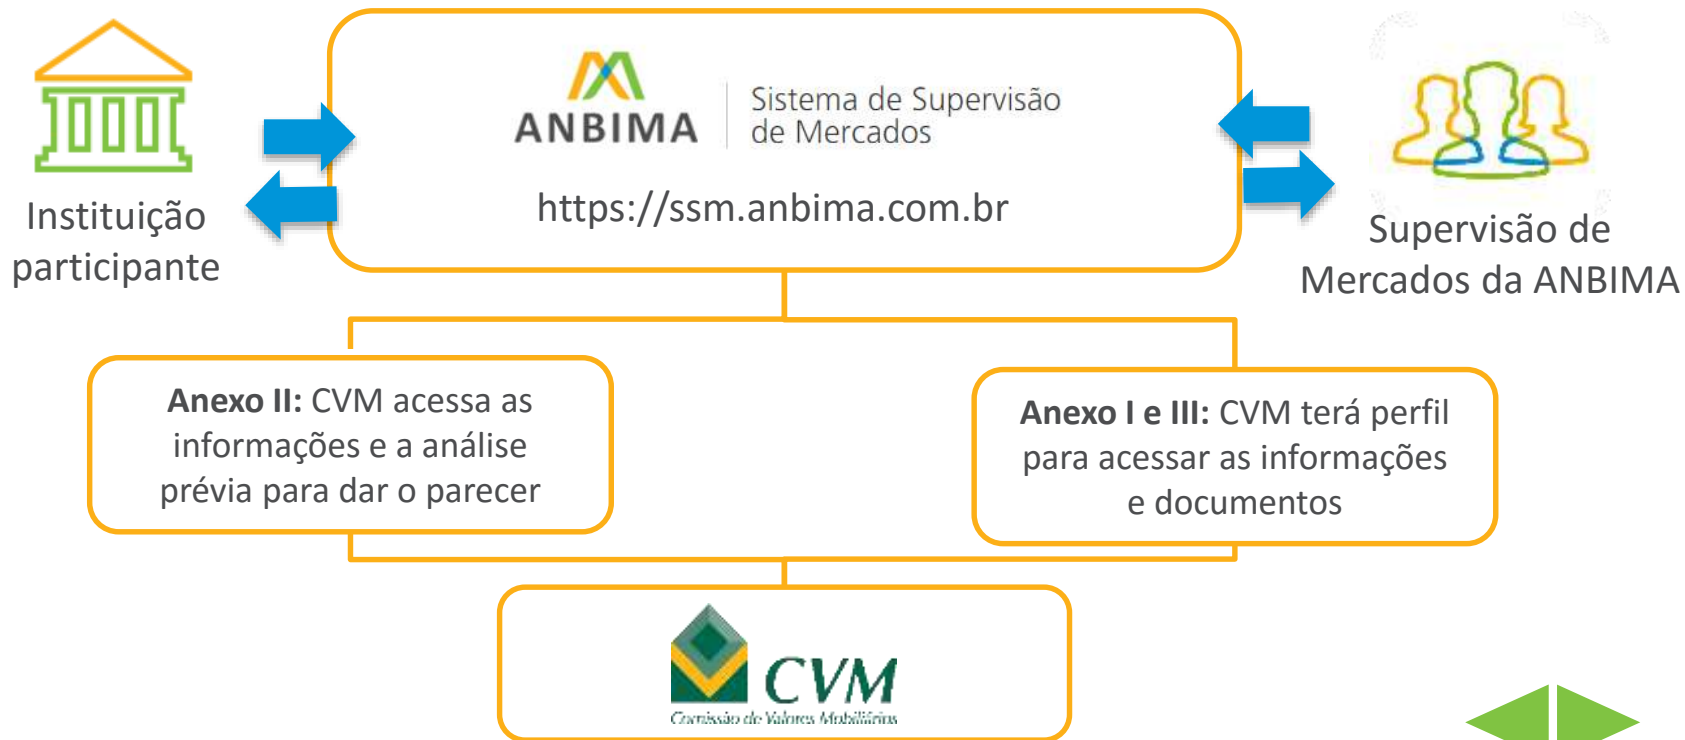 ANBIMA
Sistema de Supervisão
de Mercados
https://ssm.anbima.com.br
Instituição
participante
Supervisão de
Mercados da ANBIMA
Anexo II: CVM acessa as
informações e a análise
prévia para dar o parecer
Anexo I e III: CVM terá perfil
para acessar as informações
e documentos
CVM
Comissão de Valores Mobiliários